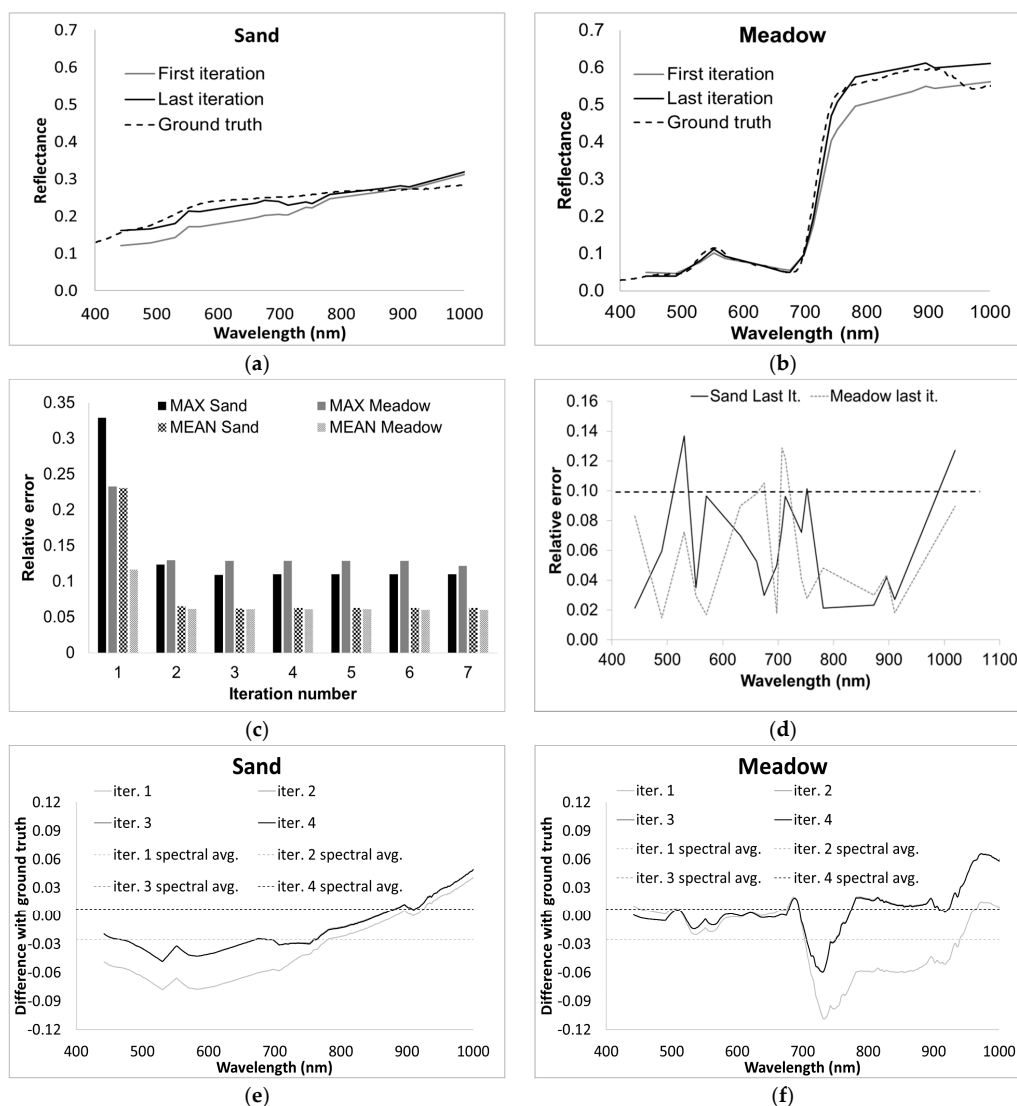 Sand
0.7
0.6
0.5
0.4
0.3
0.2
0.1
0.0
Reflectance
First iteration
Last iteration
Ground truth
400 500 600 700 800 900 1000
Wavelength (nm)
(a)
Meadow
0.7
0.6
0.5
0.4
0.3
0.2
0.1
0.0
Reflectance
First iteration
Last iteration
Ground truth
400 500 600 700 800 900 1000
Wavelength (nm)
(b)
0.35
0.3
0.25
0.2
0.15
0.1
0.05
0
Relative error
MAX Sand MAX Meadow
MEAN Sand MEAN Meadow
1 2 3 4 5 6 7
Iteration number
(c)
0.16
0.14
0.12
0.10
0.08
0.06
0.04
0.02
0.00
Relative error
Sand Last It. Meadow last it.
400 500 600 700 800 900 1000 1100
Wavelength (nm)
(d)
Sand
iter. 1 iter. 2
iter. 3 iter. 4
iter. 1 spectral avg. iter. 2 spectral avg.
iter. 3 spectral avg. iter. 4 spectral avg.
0.12
0.09
0.06
0.03
0.00
-0.03
-0.06
-0.09
-0.12
Difference with ground truth
400 500 600 700 800 900 1000
Wavelength (nm)
(e)
Meadow
iter. 1 iter. 2
iter. 3 iter. 4
iter. 1 spectral avg. iter. 2 spectral avg.
iter. 3 spectral avg. iter. 4 spectral avg.
0.12
0.09
0.06
0.03
0.00
-0.03
-0.06
-0.09
-0.12
Difference with ground truth
400 500 600 700 800 900 1000
Wavelength (nm)
(f)